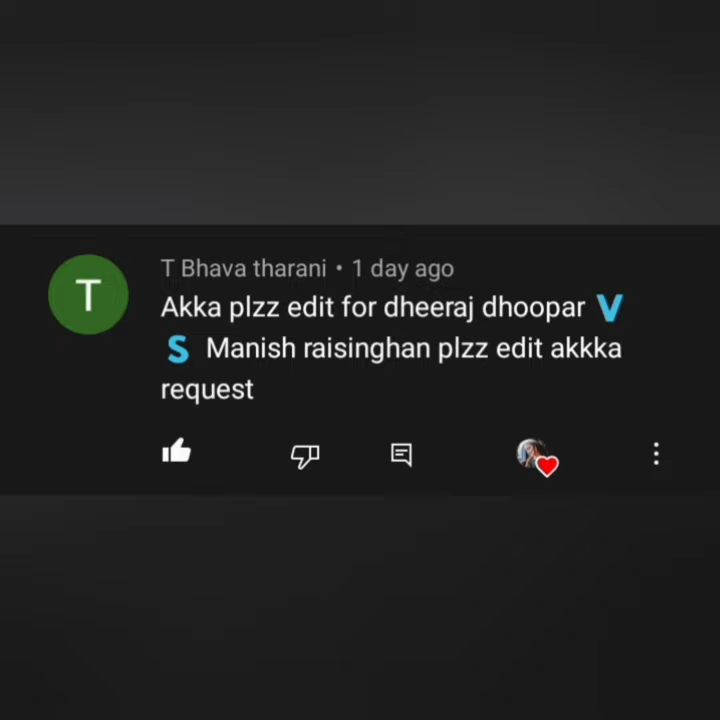 T
T Bhava tharani • 1 day ago
Akka plzz edit for dheeraj dhoopar V
S Manish raisinghan plzz edit akkka
request